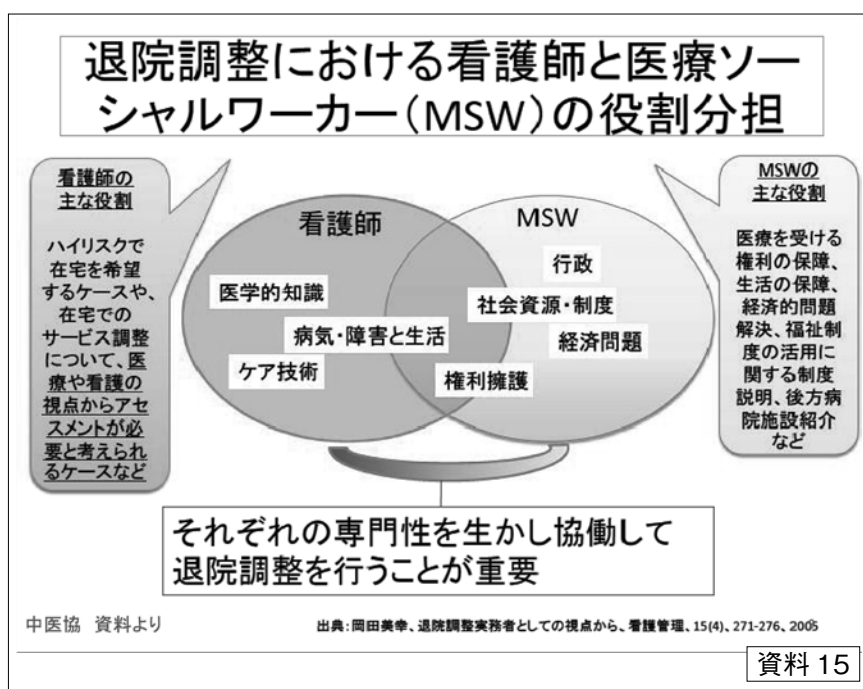 退院調整における看護師と医療ソー
シャルワーカー(MSW)の役割分担
看護師の
主な役割
ハイリスクで
在宅を希望
するケースや、
在宅での
サービス調整
について、医
療や看護の
視点からアセ
スメントが必
要と考えられ
るケースなど
看護師
医学的知識
病気・障害と生活
ケア技術
MSW
行政
社会資源・制度
経済問題
権利擁護
MSWの
主な役割
医療を受ける
権利の保障、
生活の保障、
経済的問題
解決、福祉制
度の活用に
関する制度
説明、後方病
院施設紹介
など
それぞれの専門性を生かし協働して
退院調整を行うことが重要
中医協 資料より
出典:岡田美幸、退院調整実務者としての視点から、看護管理、15(4)、271-276、2005
資料 15